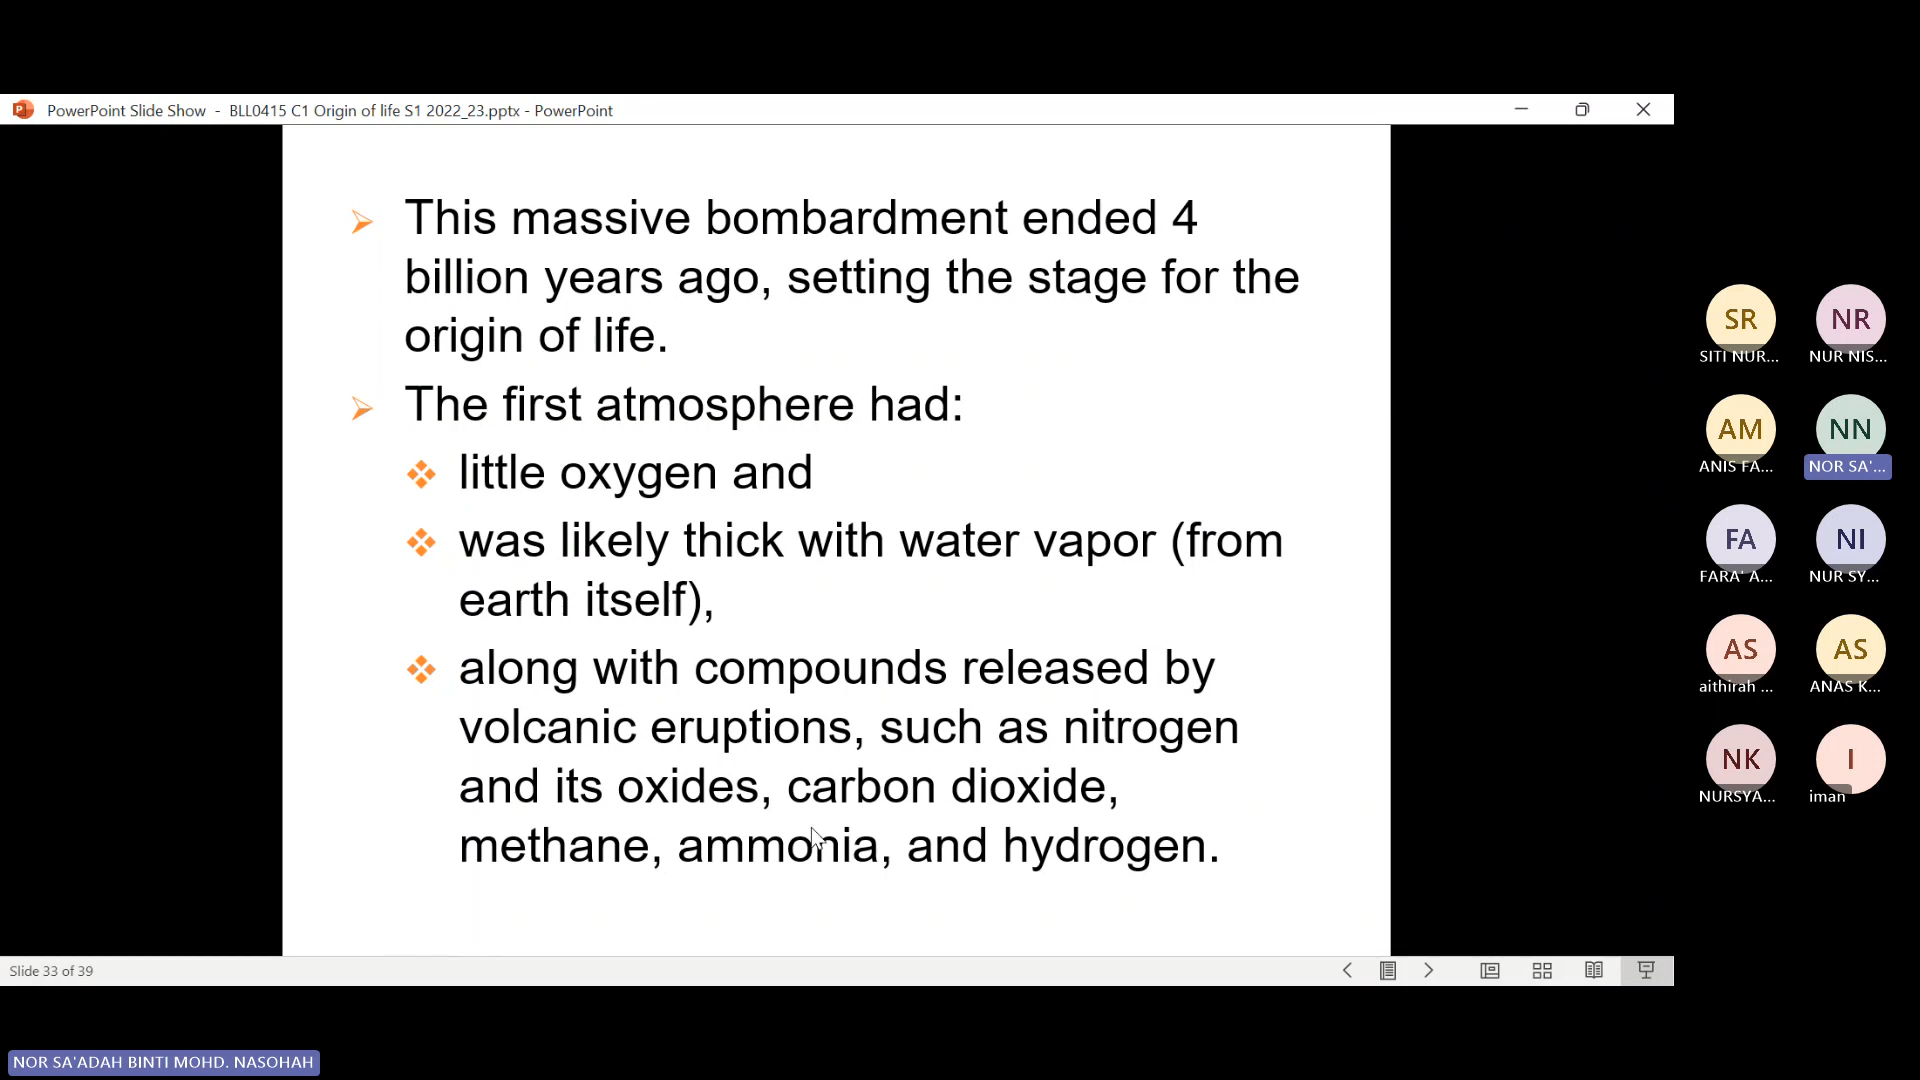 PowerPoint Slide Show - BLL0415 C1 Origin of life S1 2022_23.pptx - PowerPoint
This massive bombardment ended 4
billion years ago, setting the stage for the
origin of life.
The first atmosphere had:
little oxygen and
was likely thick with water vapor (from
earth itself),
along with compounds released by
volcanic eruptions, such as nitrogen
and its oxides, carbon dioxide,
methane, ammonia, and hydrogen.
Slide 33 of 39
SR
SITI NUR...
NR
NUR NIS...
AM
ANIS FA...
NN
NOR SA'...
FA
FARA' A...
NI
NUR SY...
AS
aithirah ...
AS
ANAS K...
NK
NURSYA...
I
iman
NOR SA'ADAH BINTI MOHD. NASOHAH